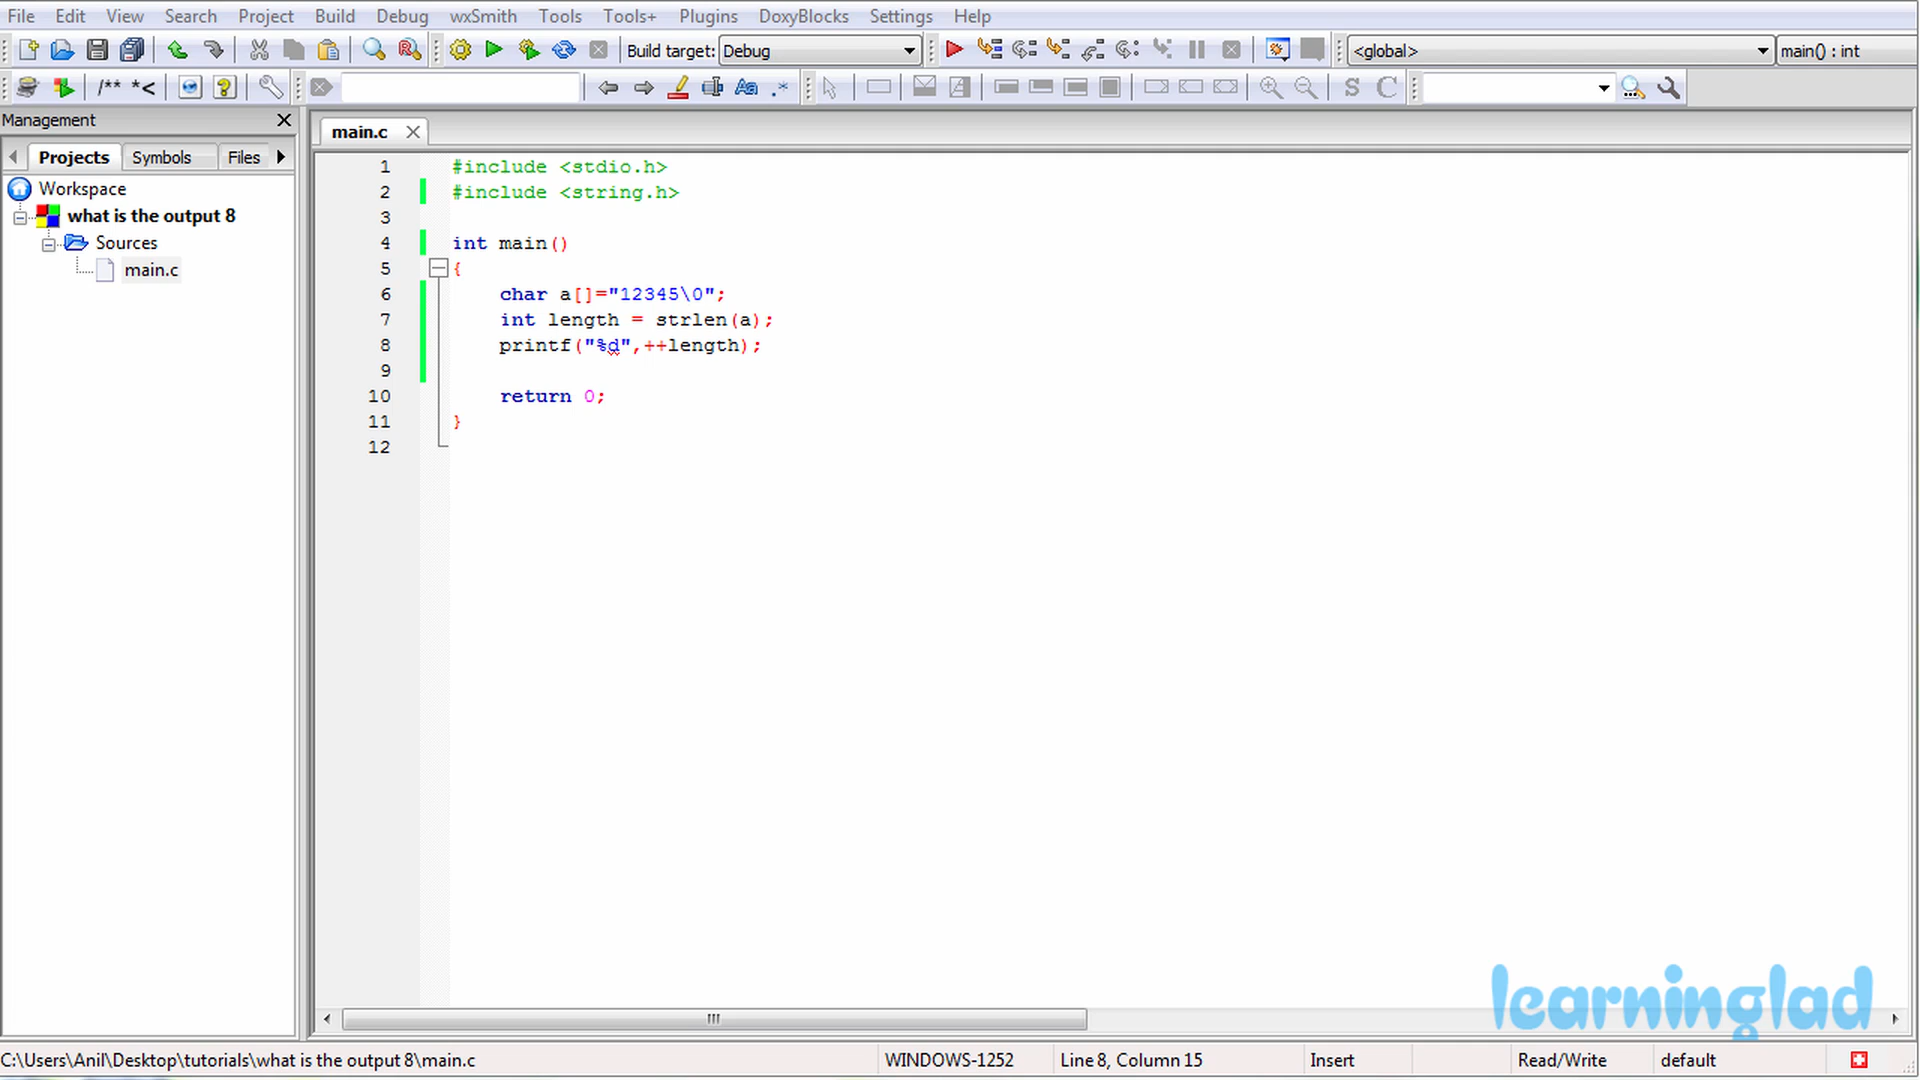 File Edit View Search Project Build Debug wxSmith Tools Tools+ Plugins DoxyBlocks Settings Help
Build target: Debug <global> main() : int
/** *< Aa .* S C
Management
main.c
Projects Symbols Files
Workspace
what is the output 8
Sources
main.c
1 #include <stdio.h>
2 #include <string.h>
3
4 int main()
5 {
6 char a[]="12345\0";
7 int length = strlen(a);
8 printf("%d",++length);
9
10 return 0;
11 }
12
learninglad
C:\Users\Anil\Desktop\tutorials\what is the output 8\main.c WINDOWS-1252 Line 8, Column 15 Insert Read/Write default